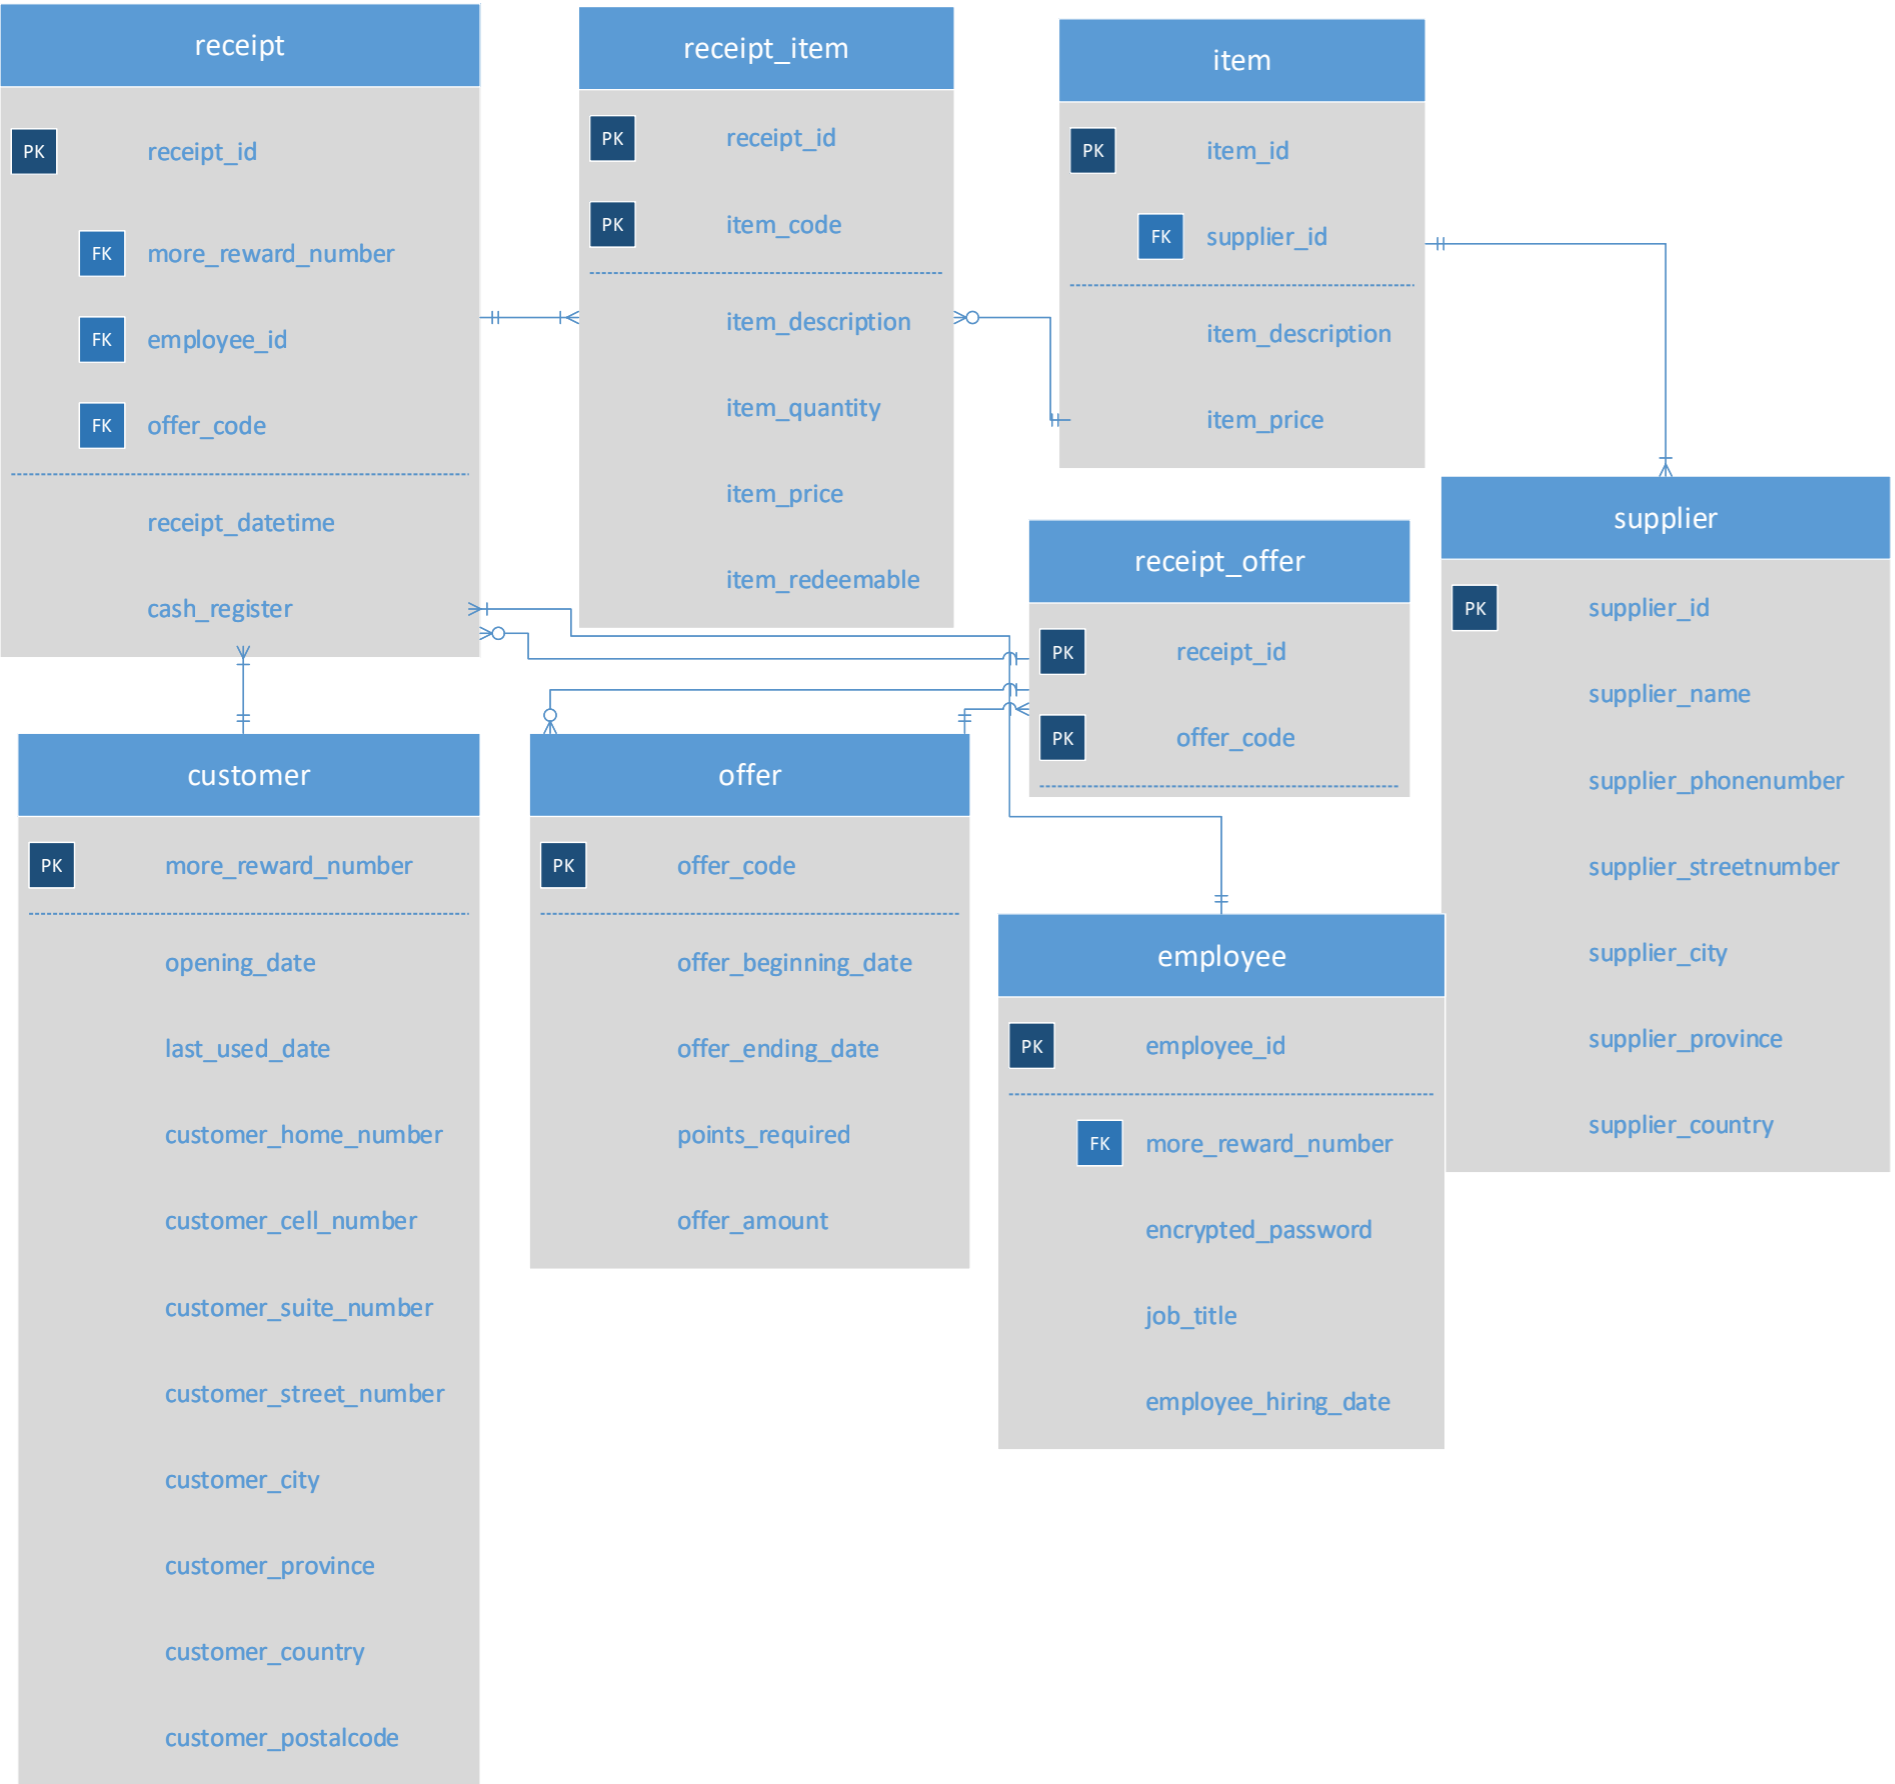 receipt
PK receipt_id
FK more_reward_number
FK employee_id
FK offer_code
receipt_datetime
cash_register
receipt_item
PK receipt_id
PK item_code
item_description
item_quantity
item_price
item_redeemable
item
PK item_id
FK supplier_id
item_description
item_price
supplier
PK supplier_id
supplier_name
supplier_phonenumber
supplier_streetnumber
supplier_city
supplier_province
supplier_country
receipt_offer
PK receipt_id
PK offer_code
customer
PK more_reward_number
opening_date
last_used_date
customer_home_number
customer_cell_number
customer_suite_number
customer_street_number
customer_city
customer_province
customer_country
customer_postalcode
offer
PK offer_code
offer_beginning_date
offer_ending_date
points_required
offer_amount
employee
PK employee_id
FK more_reward_number
encrypted_password
job_title
employee_hiring_date